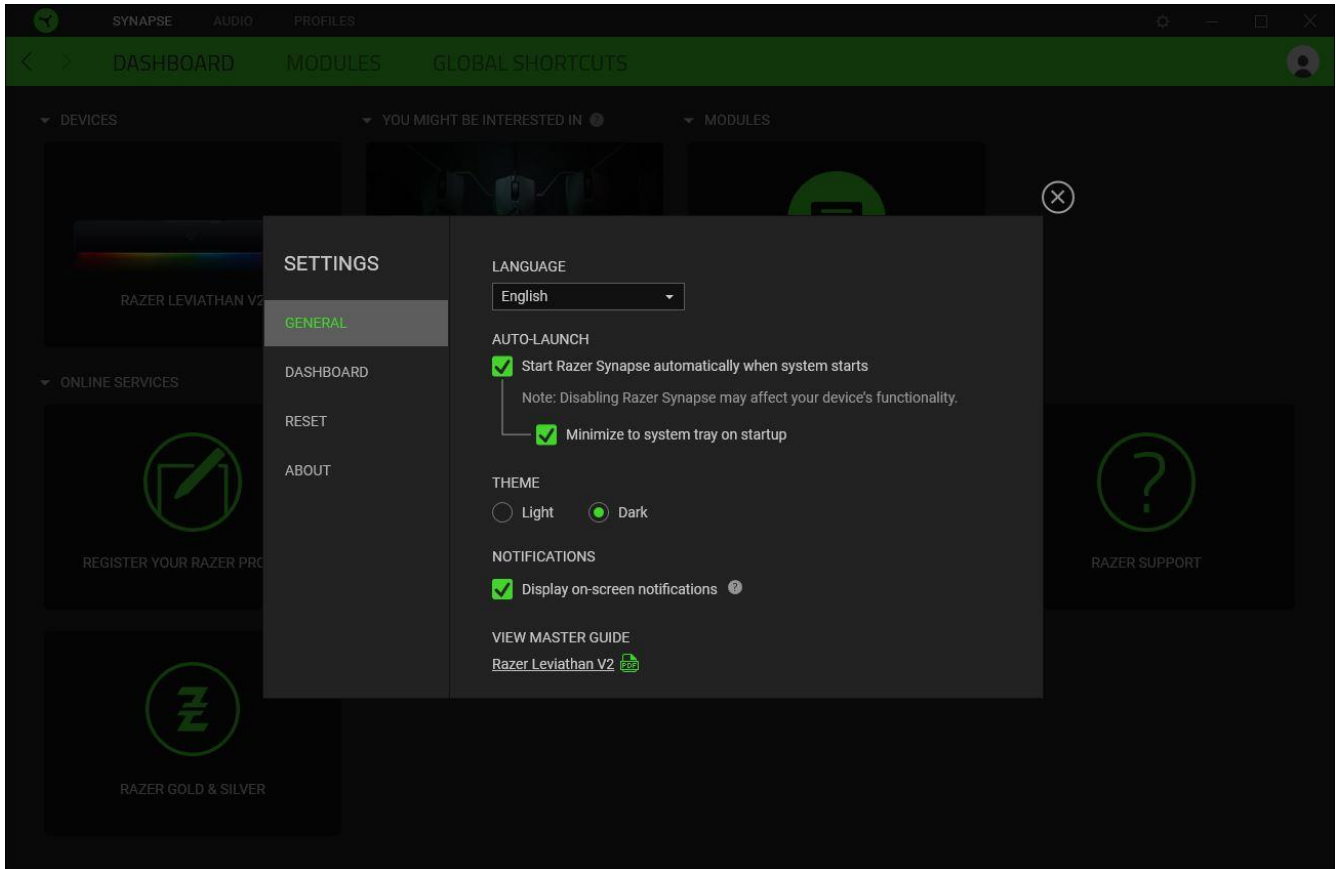 SYNAPSE AUDIO PROFILES
DASHBOARD MODULES GLOBAL SHORTCUTS
DEVICES
YOU MIGHT BE INTERESTED IN ?
MODULES
RAZER LEVIATHAN V2
ONLINE SERVICES
REGISTER YOUR RAZER PRO
RAZER SUPPORT
RAZER GOLD & SILVER
SETTINGS
GENERAL
DASHBOARD
RESET
ABOUT
LANGUAGE
English
AUTO-LAUNCH
Start Razer Synapse automatically when system starts
Note: Disabling Razer Synapse may affect your device’s functionality.
Minimize to system tray on startup
THEME
Light Dark
NOTIFICATIONS
Display on-screen notifications ?
VIEW MASTER GUIDE
Razer Leviathan V2 PDF